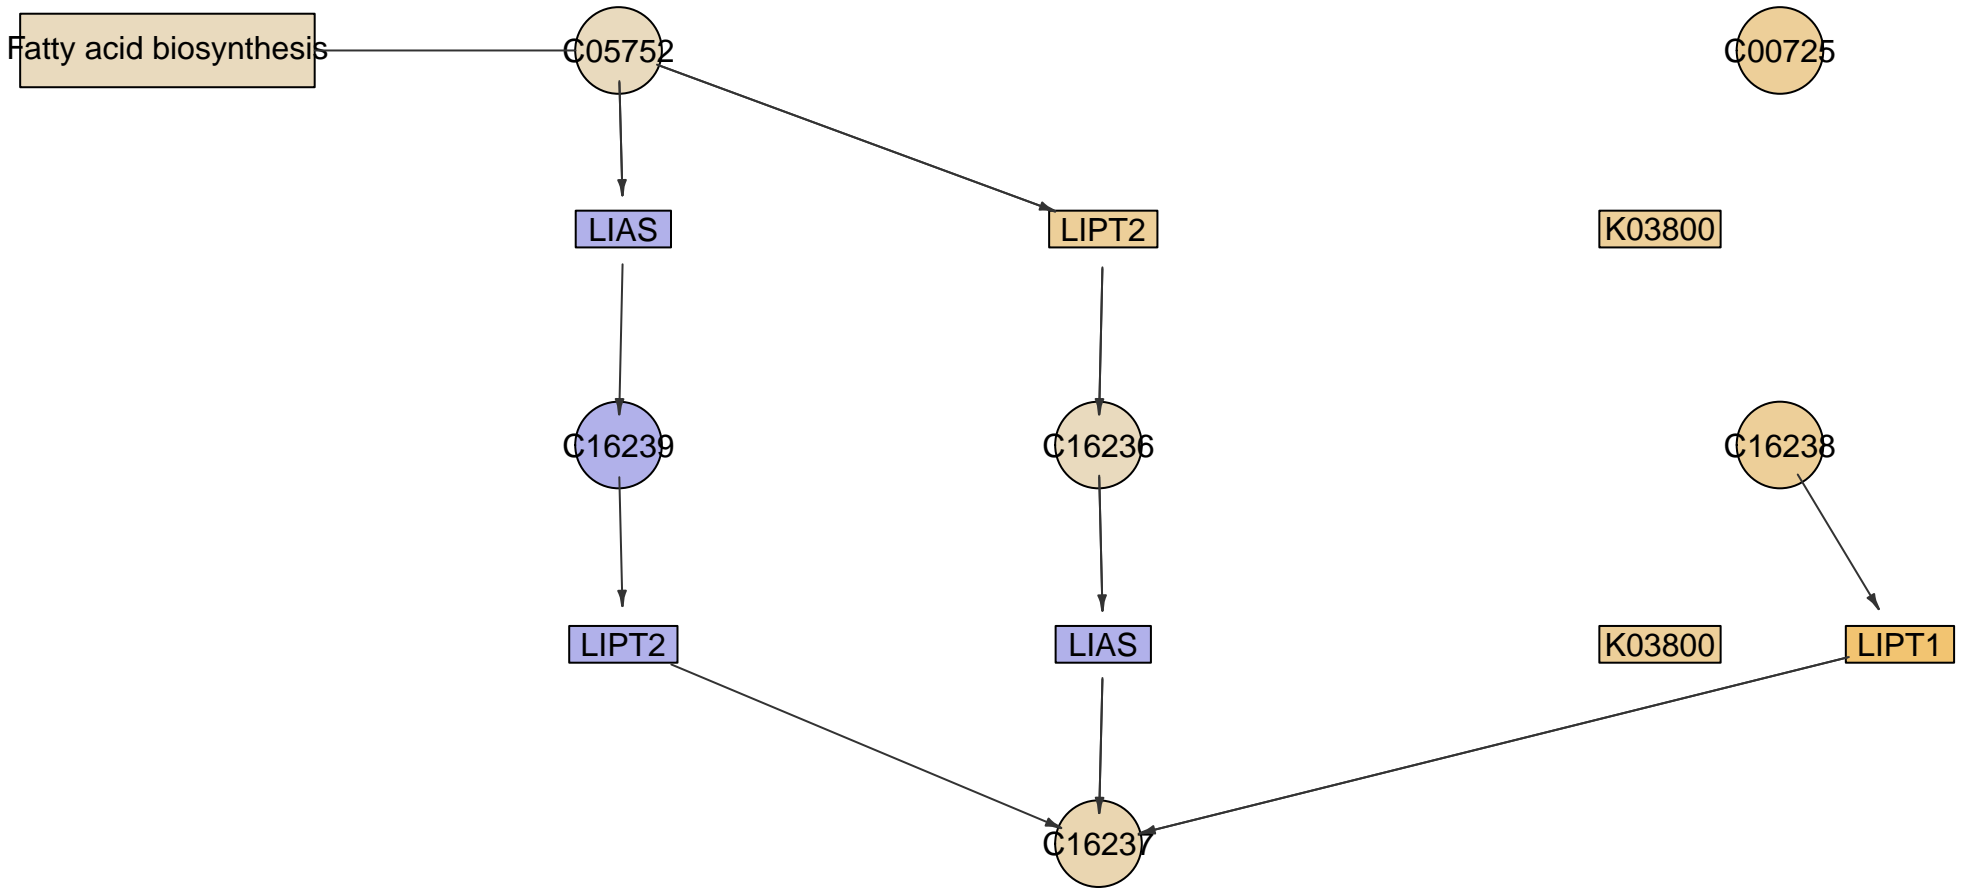 Fatty acid biosynthesis
C05752
C00725
LIAS
LIPT2
K03800
C16239
C16236
C16238
LIPT2
LIAS
K03800
LIPT1
C16237